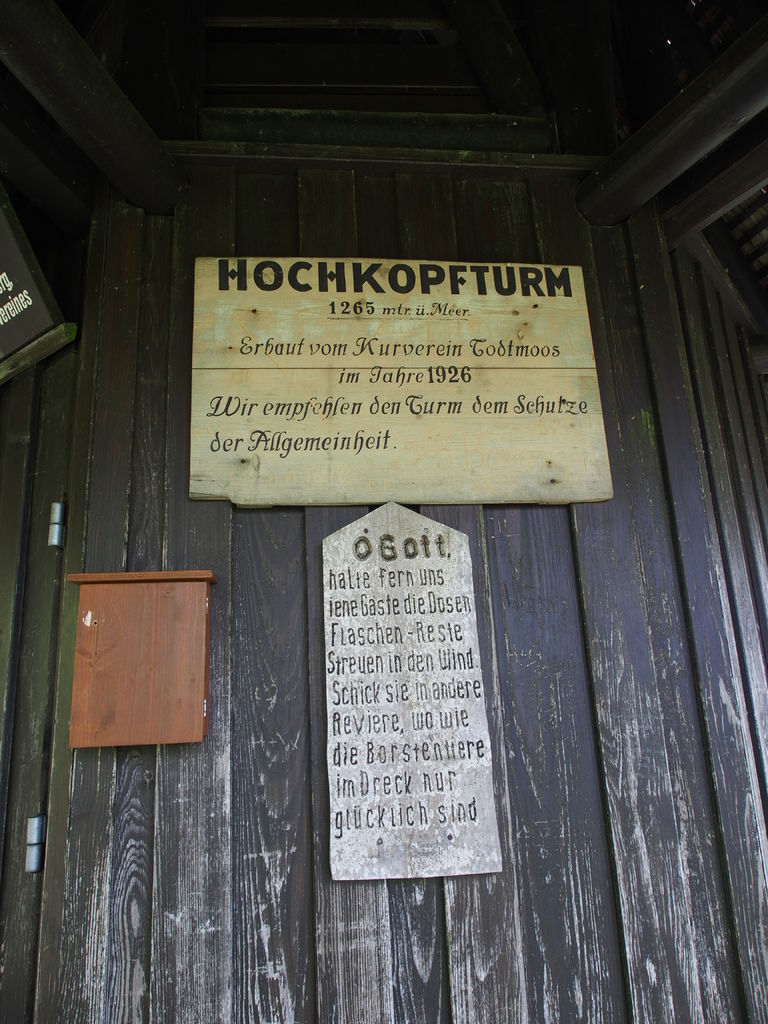 HOCHKOPFTURM
1265 mtr. ü. Meer.
Erbaut vom Kurverein Todtmoos
im Jahre 1926
Wir empfehlen den Turm dem Schutze
der Allgemeinheit.
O Gott,
halte fern uns
jene Gäste die Dosen
Flaschen - Reste
Streuen in den Wind.
Schick sie in andere
Reviere, wo wie
die Borstentiere
im Dreck nur
glücklich sind